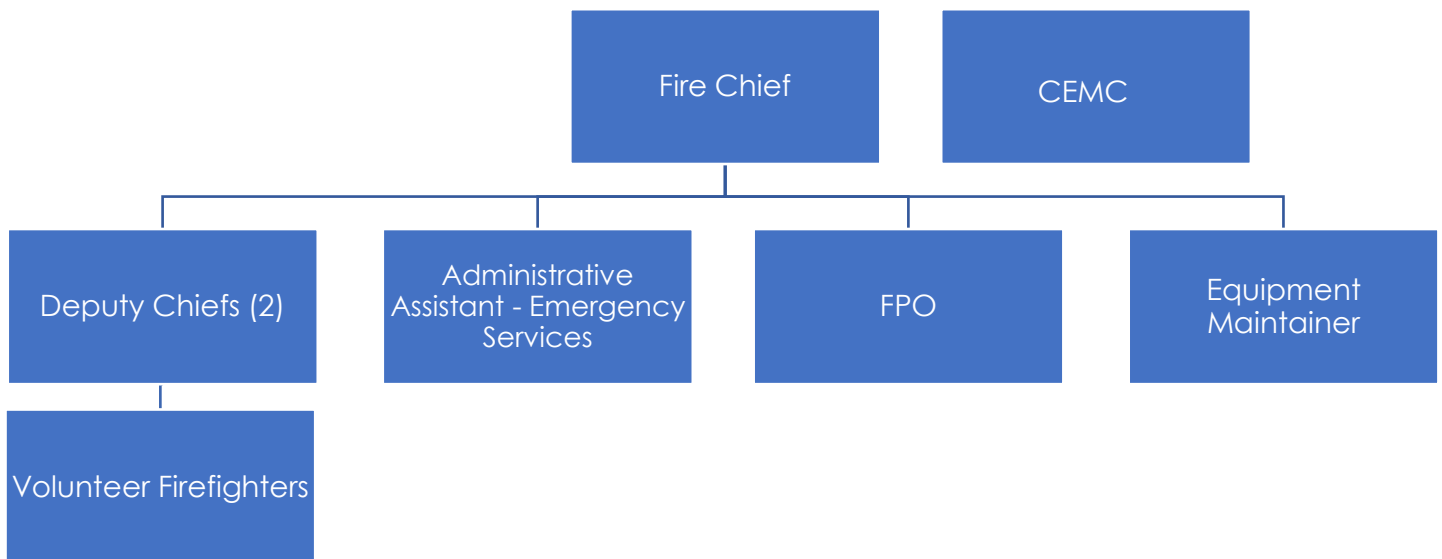 Fire Chief
CEMC
Deputy Chiefs (2)
Administrative
Assistant - Emergency
Services
FPO
Equipment
Maintainer
Volunteer Firefighters